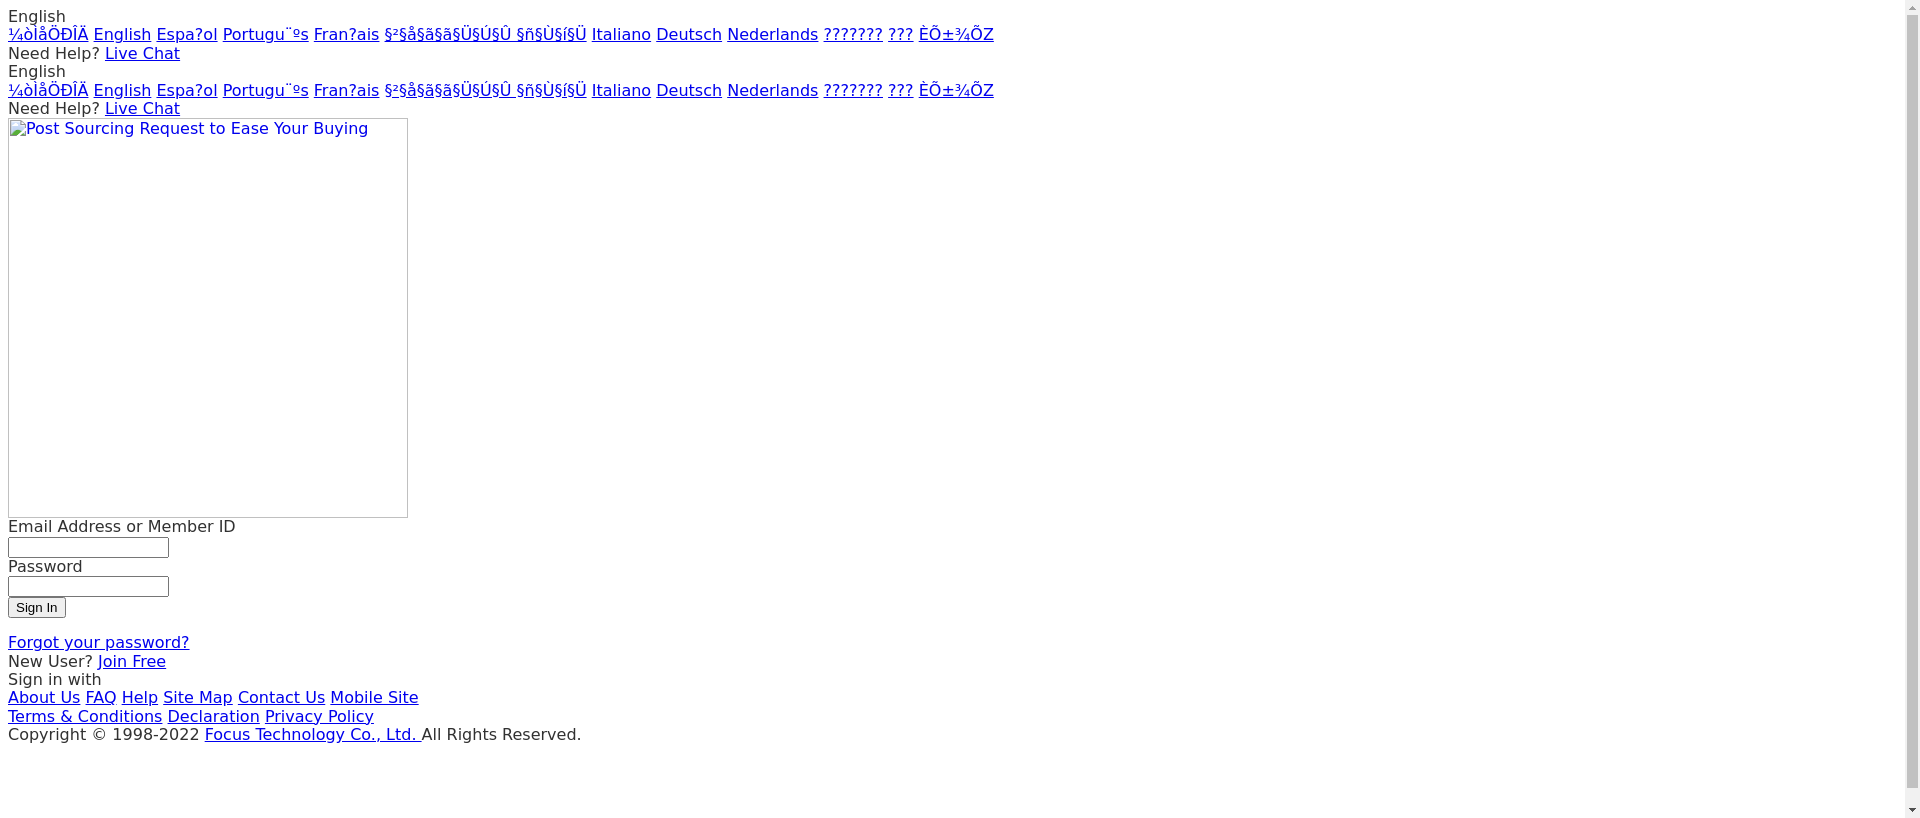 English
¼òÌåÖÐÎÄ English Espa?ol Portugu¨ºs Fran?ais §²§å§ã§ã§Ü§Ú§Û §ñ§Ù§í§Ü Italiano Deutsch Nederlands ??????? ??? ÈÕ±¾ÕZ
Need Help? Live Chat
English
¼òÌåÖÐÎÄ English Espa?ol Portugu¨ºs Fran?ais §²§å§ã§ã§Ü§Ú§Û §ñ§Ù§í§Ü Italiano Deutsch Nederlands ??????? ??? ÈÕ±¾ÕZ
Need Help? Live Chat
Post Sourcing Request to Ease Your Buying
Email Address or Member ID
Password
Sign In
Forgot your password?
New User? Join Free
Sign in with
About Us FAQ Help Site Map Contact Us Mobile Site
Terms & Conditions Declaration Privacy Policy
Copyright © 1998-2022 Focus Technology Co., Ltd. All Rights Reserved.